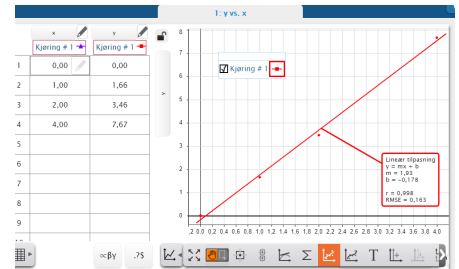 1: y vs. x
x y
Kjøring # 1 Kjøring # 1
1 0,00 0,00
2 1,00 1,66
3 2,00 3,46
4 4,00 7,67
5
6
7
8
9
8
7
6
5
4
3
2
1
0
Kjøring # 1
Lineær tilpasning
y = mx + b
m = 1,93
b = -0,178
r = 0,998
RMSE = 0,163
,2 0,0 0,2 0,4 0,6 0,8 1,0 1,2 1,4 1,6 1,8 2,0 2,2 2,4 2,6 2,8 3,0 3,2 3,4 3,6 3,8 4,0
∝βγ .?$ Σ T